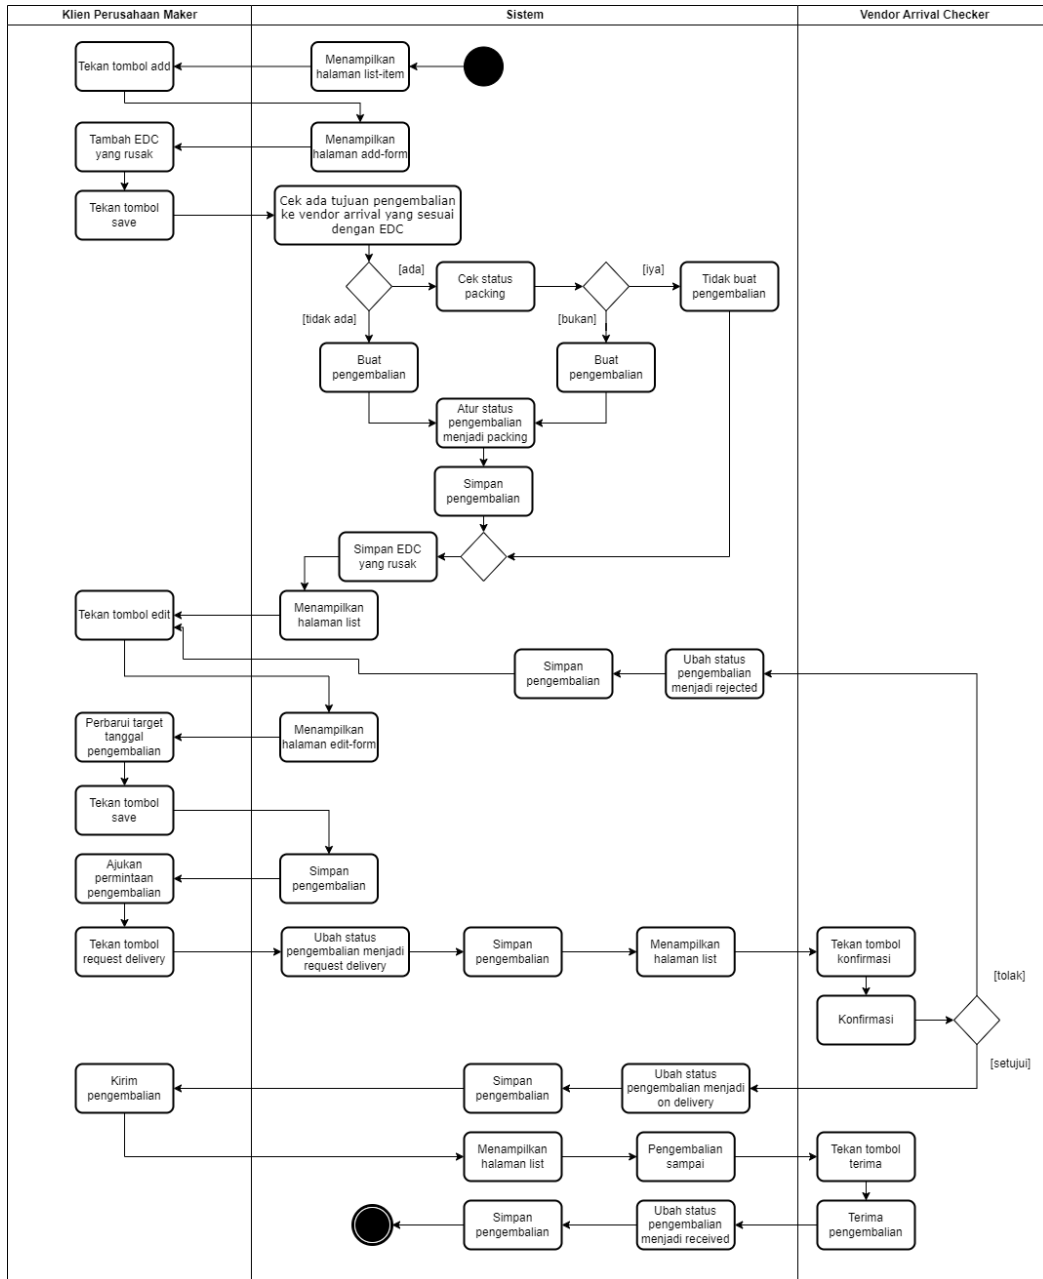 Klien Perusahaan Maker
Sistem
Vendor Arrival Checker
Tekan tombol add
Menampilkan
halaman list-item
Tambah EDC
yang rusak
Menampilkan
halaman add-form
Tekan tombol
save
Cek ada tujuan pengembalian
ke vendor arrival yang sesuai
dengan EDC
[ada]
Cek status
packing
[iya]
Tidak buat
pengembalian
[tidak ada]
[bukan]
Buat
pengembalian
Buat
pengembalian
Atur status
pengembalian
menjadi packing
Simpan
pengembalian
Simpan EDC
yang rusak
Tekan tombol edit
Menampilkan
halaman list
Simpan
pengembalian
Ubah status
pengembalian
menjadi rejected
Perbarui target
tanggal
pengembalian
Menampilkan
halaman edit-form
Tekan tombol
save
Ajukan
permintaan
pengembalian
Simpan
pengembalian
Tekan tombol
request delivery
Ubah status
pengembalian menjadi
request delivery
Simpan
pengembalian
Menampilkan
halaman list
Tekan tombol
konfirmasi
[tolak]
Konfirmasi
[setujui]
Kirim
pengembalian
Simpan
pengembalian
Ubah status
pengembalian menjadi
on delivery
Menampilkan
halaman list
Pengembalian
sampai
Tekan tombol
terima
Simpan
pengembalian
Ubah status
pengembalian
menjadi received
Terima
pengembalian